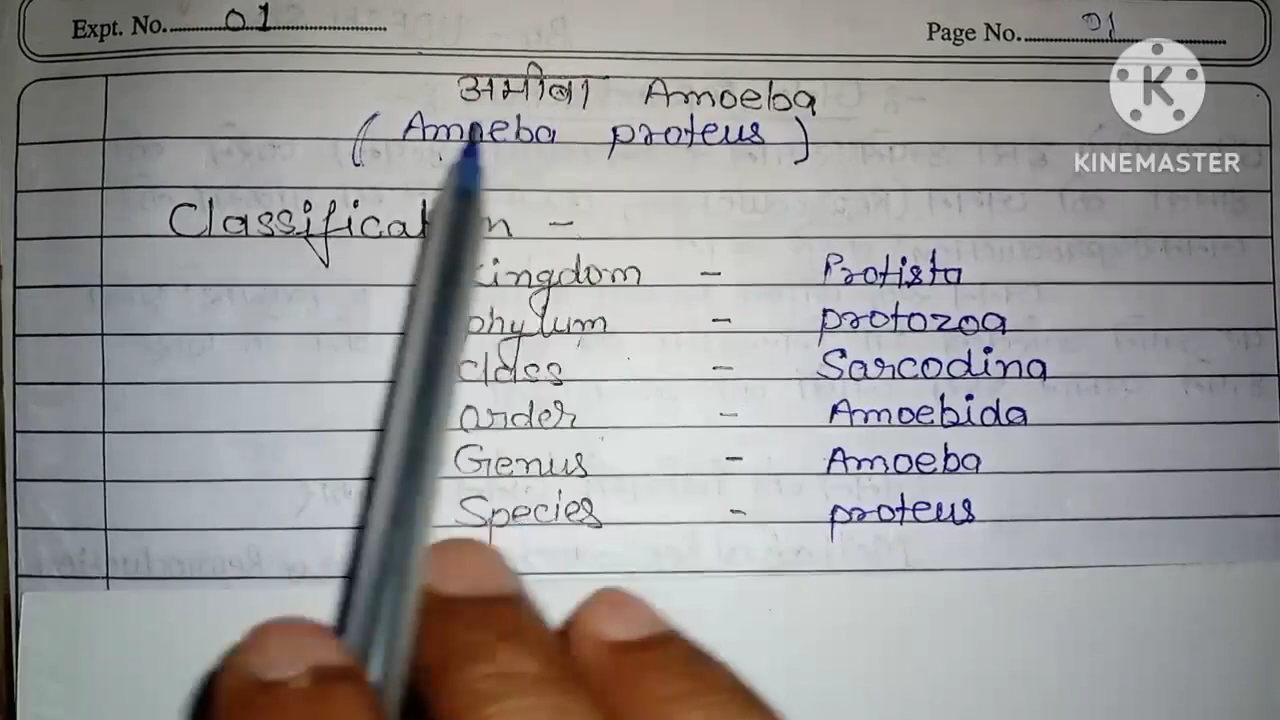 Expt. No. 01
Page No. 01
अमीबा Amoeba
(Amoeba proteus)
KINEMASTER
Classification -
Kingdom - Protista
phylum - protozoa
class - Sarcodina
order - Amoebida
Genus - Amoeba
Species - proteus